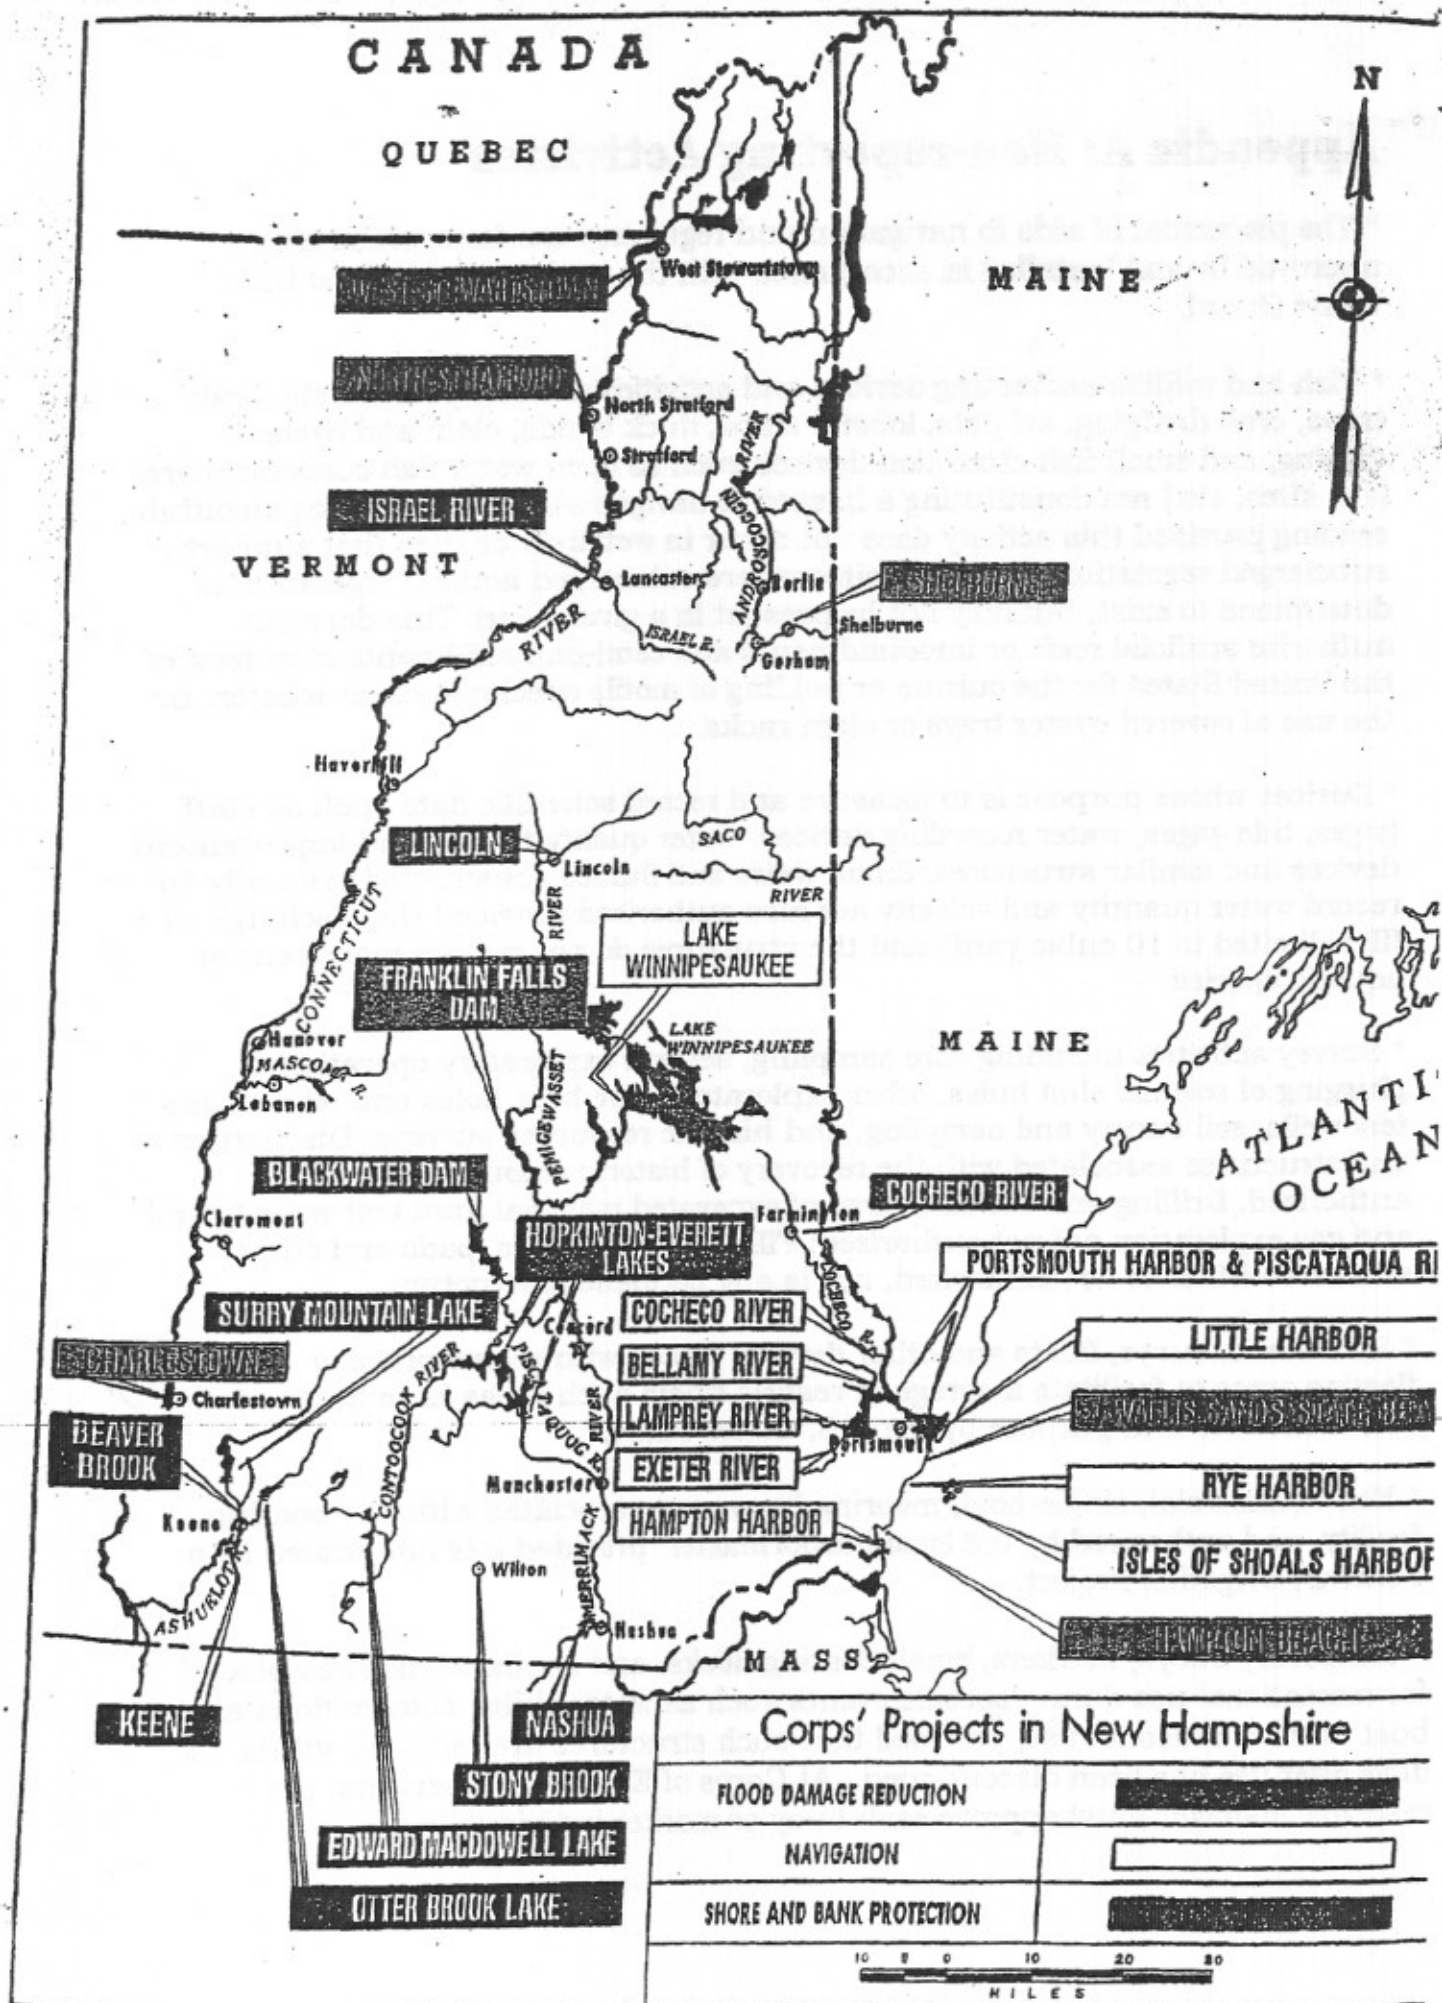 CANADA
QUEBEC
N
West Stewartstown
MAINE
North Stratford
Stratford
ISRAEL RIVER
RIVER
ANDROSCOGGIN
VERMONT
Lancaster
Berlin
Shelburne
ISRAEL R.
Gorham
RIVER
Haverhill
LINCOLN
Lincoln
SACO
RIVER
RIVER
LAKE
WINNIPESAUKEE
CONNECTICUT
FRANKLIN FALLS
DAM
LAKE
WINNIPESAUKEE
MAINE
Hanover
MASCOMA R.
Lebanon
PEMIGEWASSET
ATLANTI
OCEAN
BLACKWATER DAM
COCHECO RIVER
Claremont
Farmington
HOPKINTON-EVERETT
LAKES
PORTSMOUTH HARBOR & PISCATAQUA RI
SURRY MOUNTAIN LAKE
COCHECO RIVER
COCHECO R.
Concord
LITTLE HARBOR
CHARLESTOWN
BELLAMY RIVER
RIVER
Charlestown
LAMPREY RIVER
PISCATAQUOG
RIVER
Portsmouth
BEAVER
BROOK
EXETER RIVER
RYE HARBOR
CONTOOCOOK
Manchester
HAMPTON HARBOR
Keene
ISLES OF SHOALS HARBOR
Wilton
MERRIMACK
ASHUELOT R.
Nashua
MASS.
KEENE
NASHUA
Corps' Projects in New Hampshire
STONY BROOK
FLOOD DAMAGE REDUCTION
EDWARD MACDOWELL LAKE
NAVIGATION
OTTER BROOK LAKE
SHORE AND BANK PROTECTION
10 5 0 10 20 30
MILES